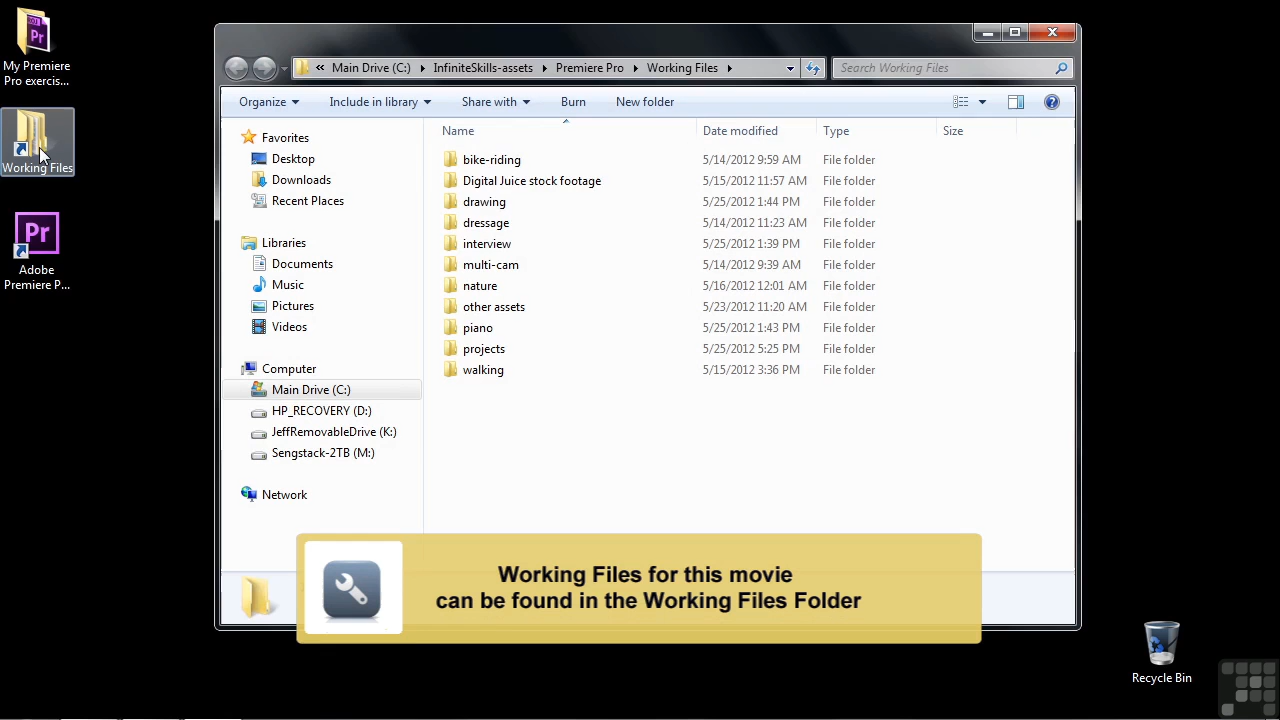 My Premiere
Pro exercis...
Working Files
Pr
Adobe
Premiere P...
« Main Drive (C:) InfiniteSkills-assets Premiere Pro Working Files
Search Working Files
Organize Include in library Share with Burn New folder
Name Date modified Type Size
Favorites
Desktop
Downloads
Recent Places
Libraries
Documents
Music
Pictures
Videos
Computer
Main Drive (C:)
HP_RECOVERY (D:)
JeffRemovableDrive (K:)
Sengstack-2TB (M:)
Network
bike-riding 5/14/2012 9:59 AM File folder
Digital Juice stock footage 5/15/2012 11:57 AM File folder
drawing 5/25/2012 1:44 PM File folder
dressage 5/14/2012 11:23 AM File folder
interview 5/25/2012 1:39 PM File folder
multi-cam 5/14/2012 9:39 AM File folder
nature 5/16/2012 12:01 AM File folder
other assets 5/23/2012 11:20 AM File folder
piano 5/25/2012 1:43 PM File folder
projects 5/25/2012 5:25 PM File folder
walking 5/15/2012 3:36 PM File folder
Working Files for this movie
can be found in the Working Files Folder
Recycle Bin